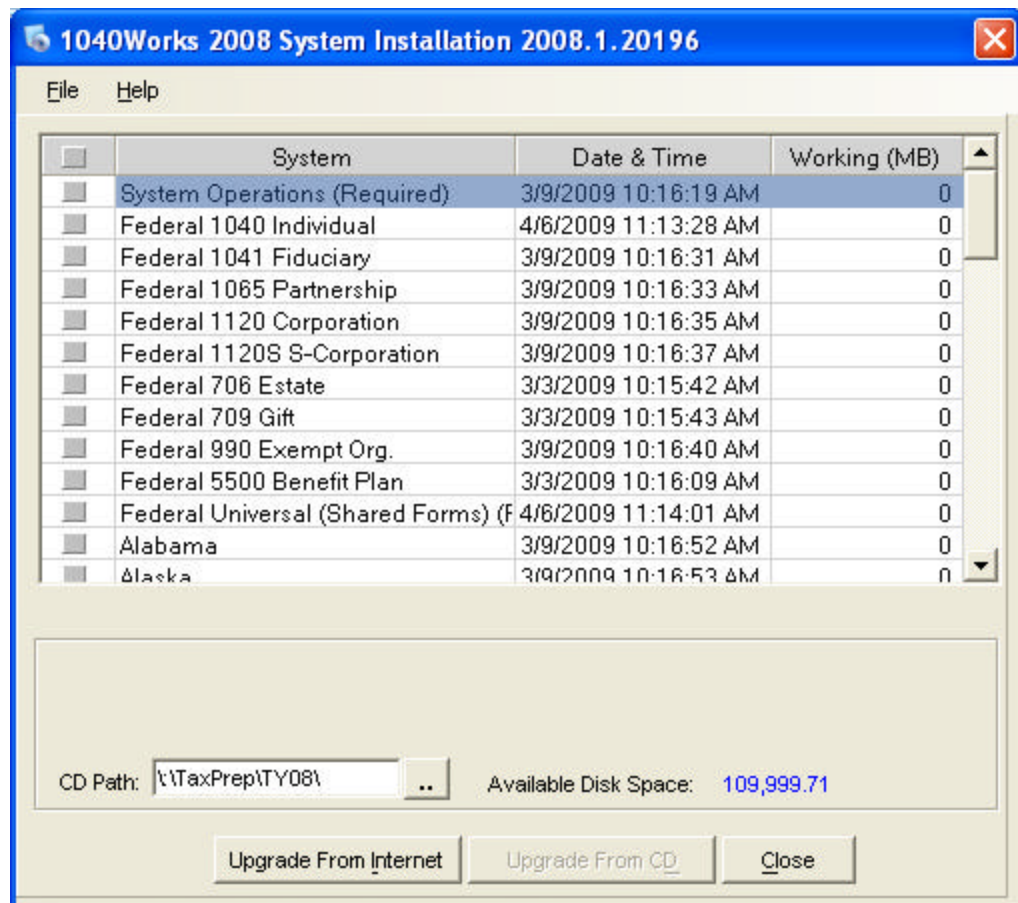 1040Works 2008 System Installation 2008.1.20196
File Help
System Date & Time Working (MB)
System Operations (Required) 3/9/2009 10:16:19 AM 0
Federal 1040 Individual 4/6/2009 11:13:28 AM 0
Federal 1041 Fiduciary 3/9/2009 10:16:31 AM 0
Federal 1065 Partnership 3/9/2009 10:16:33 AM 0
Federal 1120 Corporation 3/9/2009 10:16:35 AM 0
Federal 1120S S-Corporation 3/9/2009 10:16:37 AM 0
Federal 706 Estate 3/3/2009 10:15:42 AM 0
Federal 709 Gift 3/3/2009 10:15:43 AM 0
Federal 990 Exempt Org. 3/9/2009 10:16:40 AM 0
Federal 5500 Benefit Plan 3/3/2009 10:16:09 AM 0
Federal Universal (Shared Forms) (F 4/6/2009 11:14:01 AM 0
Alabama 3/9/2009 10:16:52 AM 0
Alaska 3/9/2009 10:16:53 AM 0
CD Path: \:\TaxPrep\TY08\ .. Available Disk Space: 109,999.71
Upgrade From Internet Upgrade From CD Close